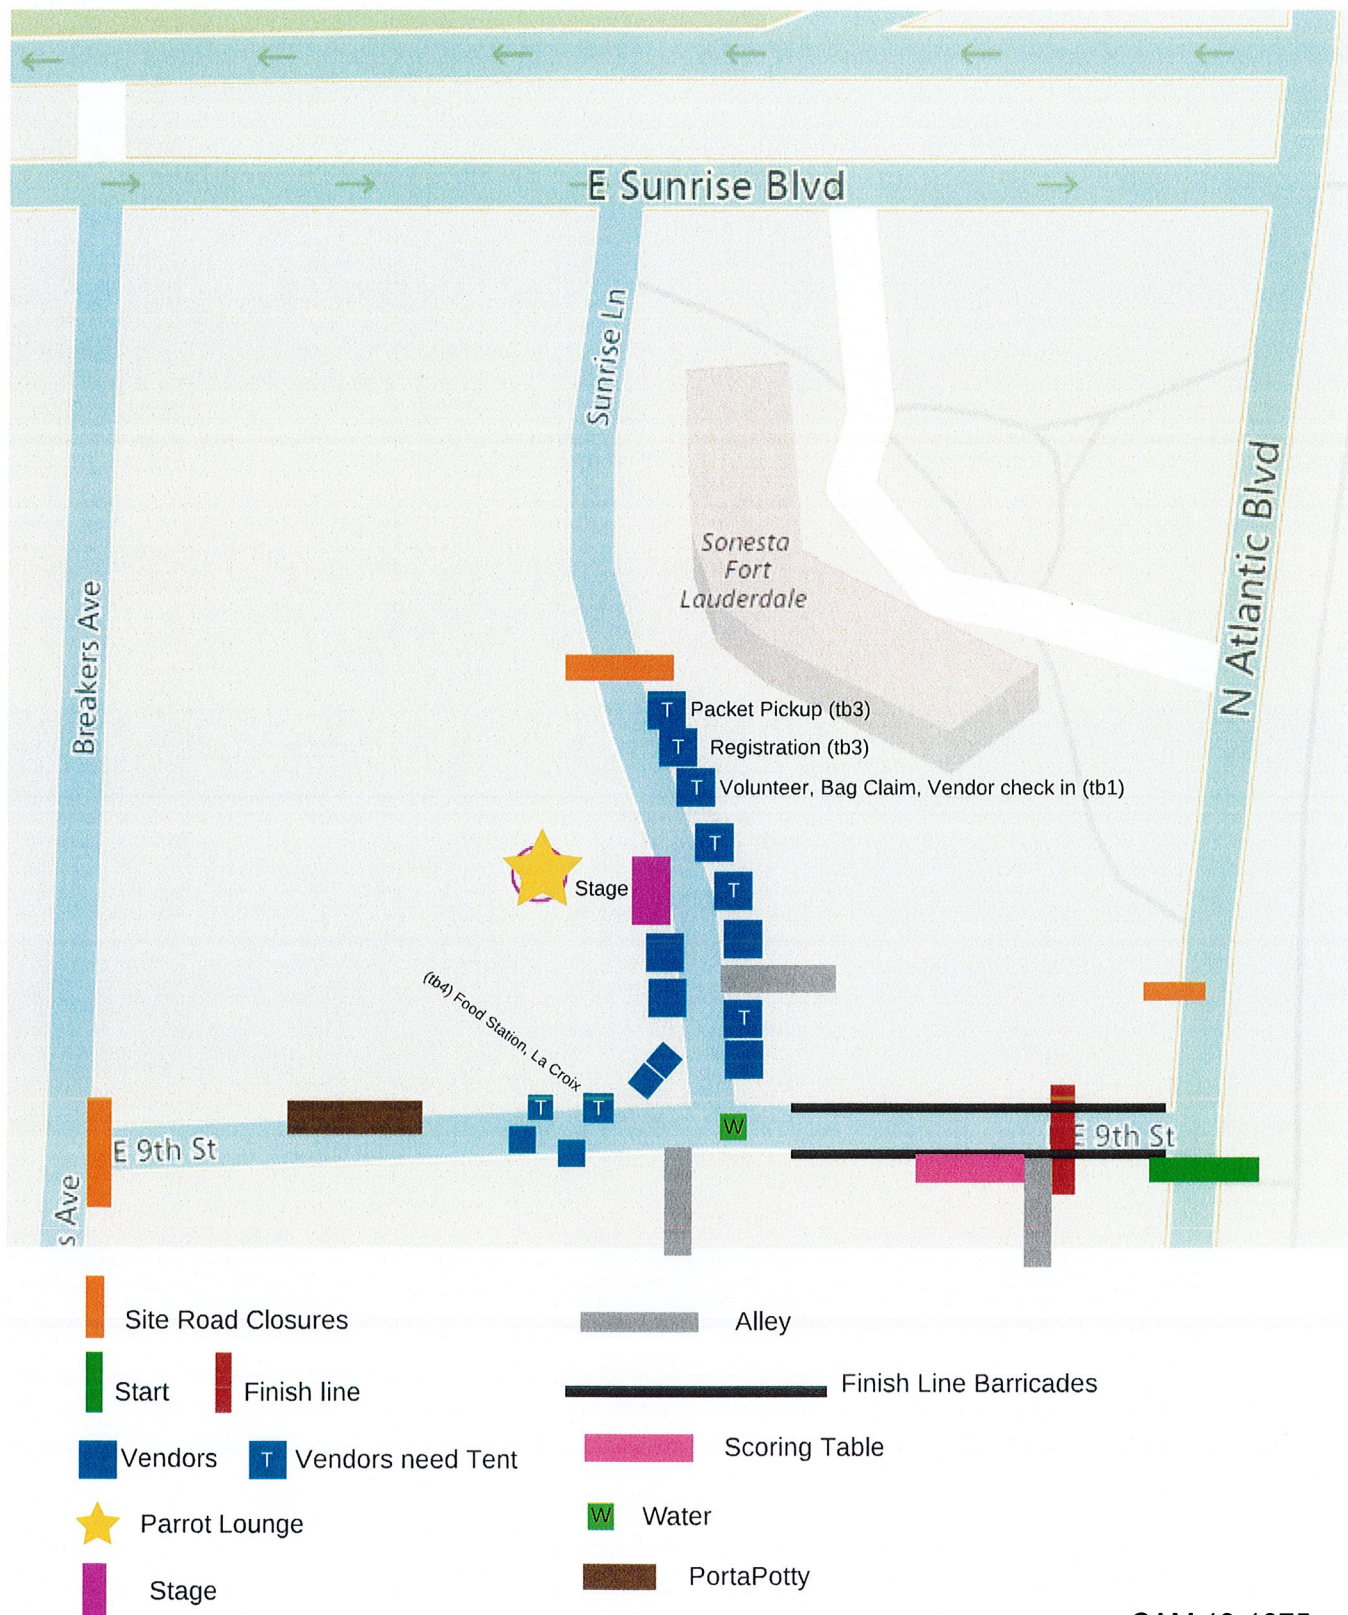 E Sunrise Blvd
Sunrise Ln
Sonesta
Fort
Lauderdale
N Atlantic Blvd
Breakers Ave
T Packet Pickup (tb3)
T Registration (tb3)
T Volunteer, Bag Claim, Vendor check in (tb1)
T
Stage
T
(tb4) Food Station, La Croix
T
T
T
W
E 9th St
E 9th St
s Ave
Site Road Closures
Alley
Start
Finish line
Finish Line Barricades
Vendors
T Vendors need Tent
Scoring Table
Parrot Lounge
W Water
Stage
PortaPotty